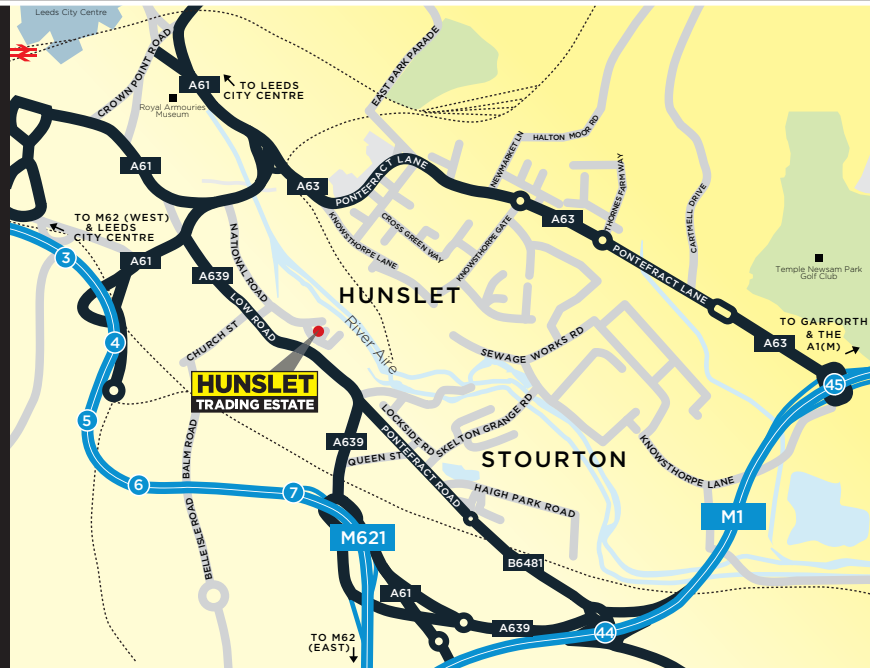 Leeds City Centre
CROWN POINT ROAD
A61
TO LEEDS
CITY CENTRE
Royal Armouries
Museum
EAST PARK PARADE
HALTON MOOR RD
NEWMARKET LN
THORNES FARM WAY
A61
A63
PONTEFRACT LANE
CARTMELL DRIVE
TO M62 (WEST)
& LEEDS
CITY CENTRE
A63
KNOWSTHORPE LANE
CROSS GREEN WAY
KNOWSTHORPE GATE
NATIONAL ROAD
3
A61
A639
PONTEFRACT LANE
Temple Newsam Park
Golf Club
HUNSLET
LOW ROAD
CHURCH ST
River Aire
SEWAGE WORKS RD
TO GARFORTH
& THE
A1(M)
A63
4
45
HUNSLET
TRADING ESTATE
5
LOCKSIDE RD
SKELTON GRANGE RD
A639
PONTEFRACT ROAD
QUEEN ST
BALM ROAD
STOURTON
KNOWSTHORPE LANE
6
7
HAIGH PARK ROAD
M1
M621
BELLE ISLE ROAD
B6481
A61
A639
44
TO M62
(EAST)